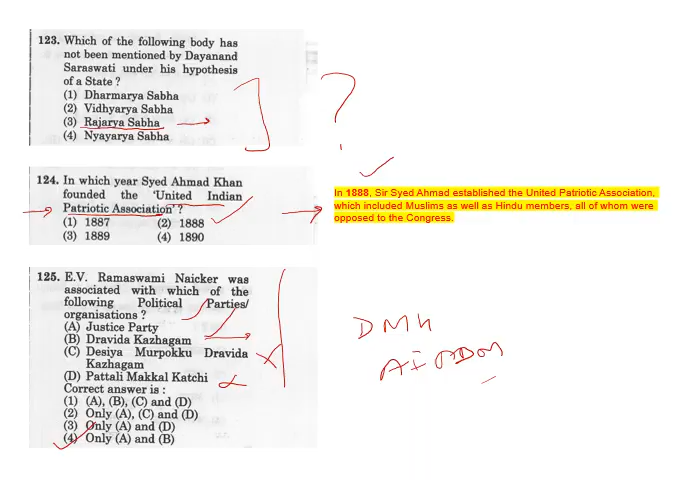 123. Which of the following body has
not been mentioned by Dayanand
Saraswati under his hypothesis
of a State ?
(1) Dharmarya Sabha
(2) Vidhyarya Sabha
(3) Rajarya Sabha
(4) Nyayarya Sabha
?
124. In which year Syed Ahmad Khan
founded the 'United Indian
Patriotic Association' ?
(1) 1887 (2) 1888
(3) 1889 (4) 1890
In 1888, Sir Syed Ahmad established the United Patriotic Association,
which included Muslims as well as Hindu members, all of whom were
opposed to the Congress.
125. E.V. Ramaswami Naicker was
associated with which of the
following Political Parties/
organisations ?
(A) Justice Party
(B) Dravida Kazhagam
(C) Desiya Murpokku Dravida
Kazhagam
(D) Pattali Makkal Katchi
Correct answer is :
(1) (A), (B), (C) and (D)
(2) Only (A), (C) and (D)
(3) Only (A) and (D)
(4) Only (A) and (B)
DMK